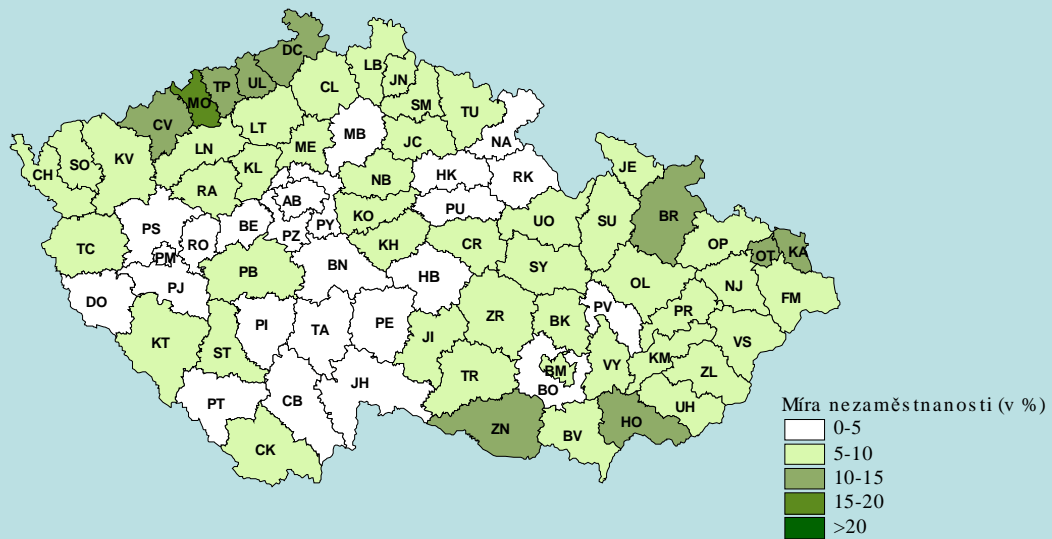 DC
LB
JN
TP
UL
CL
MO
SM
TU
CV
LT
MB
NA
ME
JC
LN
SO
KV
KL
CH
RA
NB
HK
RK
JE
AB
PU
BR
KO
PS
BE
PY
UO
SU
RO
PZ
TC
KH
CR
OP
OT
KA
PM
BN
SY
PB
HB
OL
PJ
NJ
FM
DO
PV
PR
PI
TA
PE
ZR
BK
KT
ST
JI
VS
KM
VY
BM
ZL
TR
JH
BO
PT
CB
UH
HO
ZN
BV
CK
Míra nezaměstnanosti (v %)
0-5
5-10
10-15
15-20
>20